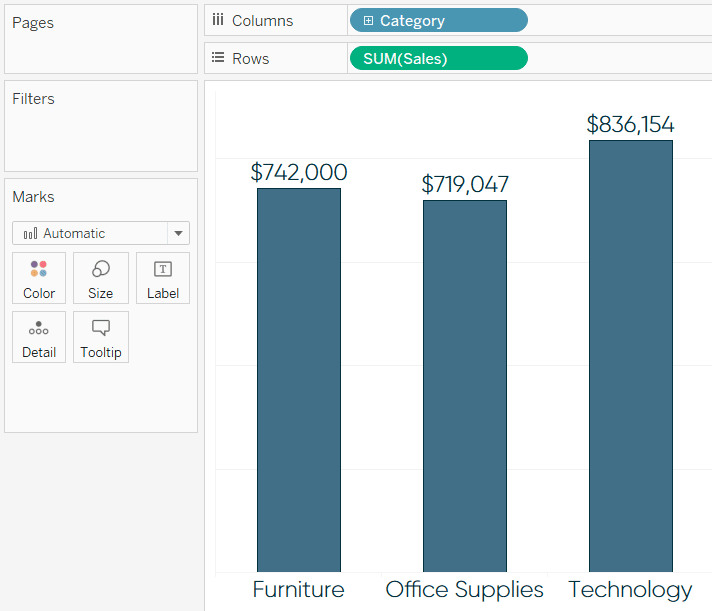 Pages
Columns
Category
Rows
SUM(Sales)
Filters
Marks
Automatic
Color
Size
T
Label
Detail
Tooltip
$742,000
$719,047
$836,154
Furniture
Office Supplies
Technology